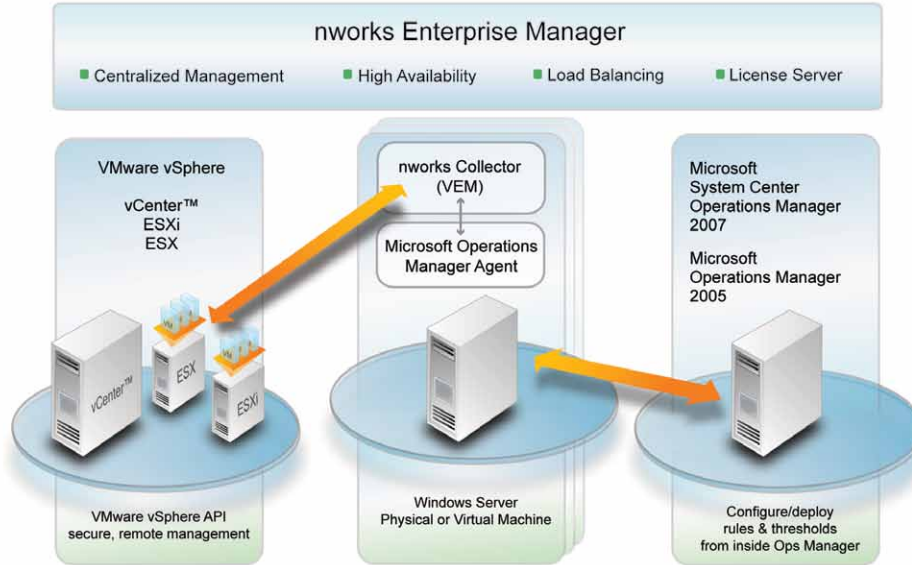 nworks Enterprise Manager
Centralized Management
High Availability
Load Balancing
License Server
VMware vSphere
vCenter™
ESXi
ESX
VM
vCenter™
ESX
ESXi
VMware vSphere API
secure, remote management
nworks Collector
(VEM)
Microsoft Operations
Manager Agent
Windows Server
Physical or Virtual Machine
Microsoft
System Center
Operations Manager
2007
Microsoft
Operations Manager
2005
Configure/deploy
rules & thresholds
from inside Ops Manager